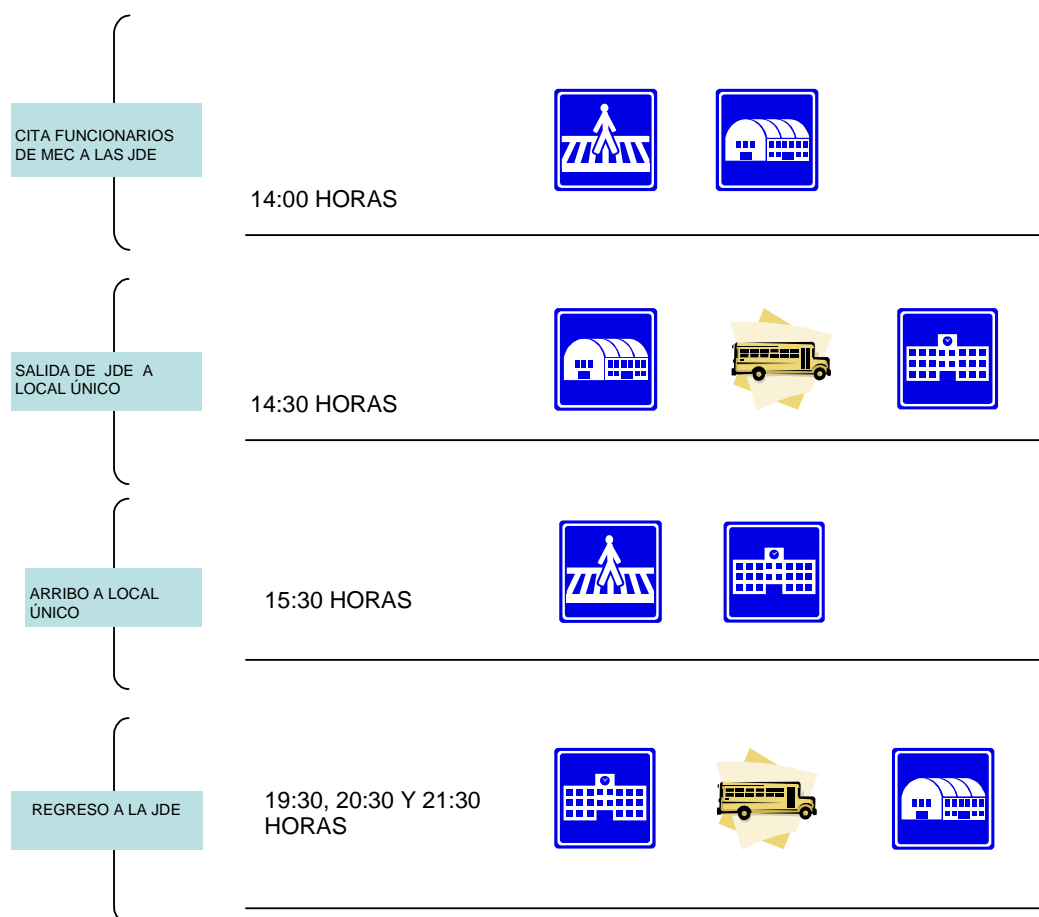 CITA FUNCIONARIOS
DE MEC A LAS JDE
14:00 HORAS
SALIDA DE JDE A
LOCAL ÚNICO
14:30 HORAS
ARRIBO A LOCAL
ÚNICO
15:30 HORAS
REGRESO A LA JDE
19:30, 20:30 Y 21:30
HORAS